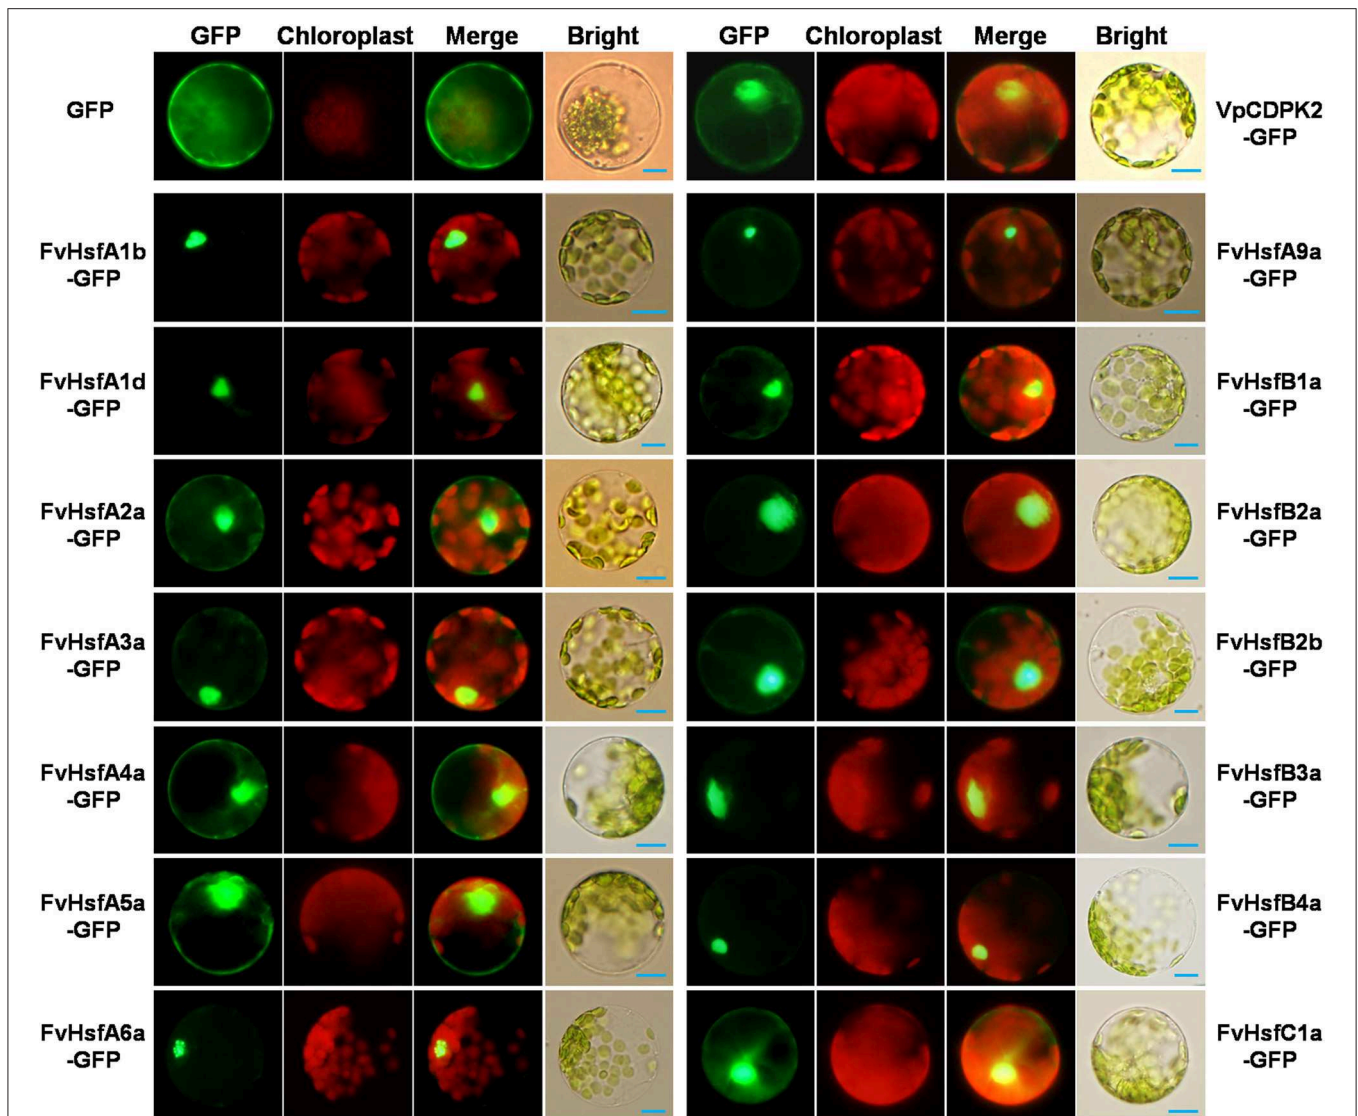 GFP Chloroplast Merge Bright GFP Chloroplast Merge Bright
GFP
VpCDPK2
-GFP
FvHsfA1b
-GFP
FvHsfA9a
-GFP
FvHsfA1d
-GFP
FvHsfB1a
-GFP
FvHsfA2a
-GFP
FvHsfB2a
-GFP
FvHsfA3a
-GFP
FvHsfB2b
-GFP
FvHsfA4a
-GFP
FvHsfB3a
-GFP
FvHsfA5a
-GFP
FvHsfB4a
-GFP
FvHsfA6a
-GFP
FvHsfC1a
-GFP